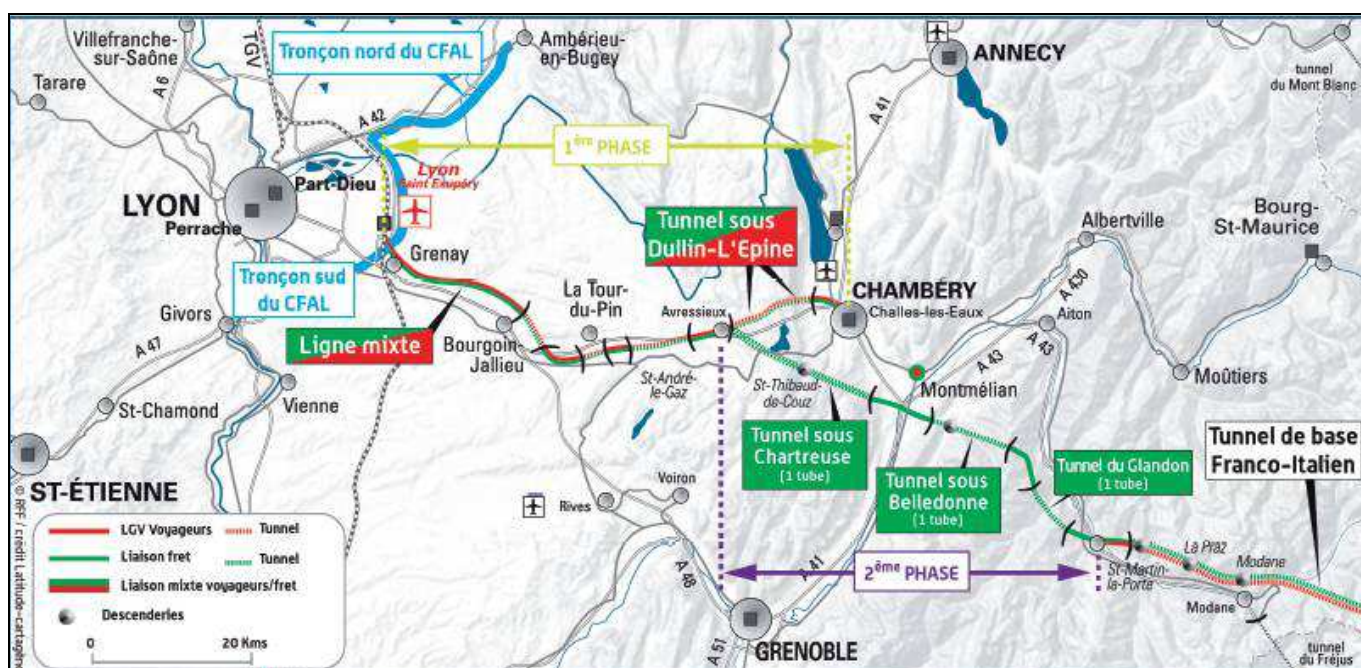 Villefranche-
sur-Saône
TGV
Tronçon nord du CFAL
Ambérieu-
en-Bugey
ANNECY
tunnel
du Mont Blanc
Tarare
A 6
A 42
A 41
1ère PHASE
Part-Dieu
LYON
Perrache
Lyon
Saint Exupéry
Tunnel sous
Dullin-L'Epine
Albertville
Bourg-
St-Maurice
Grenay
Tronçon sud
du CFAL
La Tour-
du-Pin
Avressieux
CHAMBÉRY
Challes-les-Eaux
A 430
Aiton
Givors
Ligne mixte
Bourgoin-
Jallieu
A 47
A 43
A 43
Montmélian
Moûtiers
St-André-
le-Gaz
St-Thibaud-
de-Couz
St-Chamond
Vienne
Tunnel sous
Chartreuse
(1 tube)
Tunnel sous
Belledonne
(1 tube)
Tunnel du Glandon
(1 tube)
Tunnel de base
Franco-Italien
ST-ÉTIENNE
Voiron
Rives
A 48
A 41
2ème PHASE
St-Martin-
la-Porte
La Praz
Modane
Modane
GRENOBLE
A 51
tunnel
du Fréjus
LGV Voyageurs
Tunnel
Liaison fret
Tunnel
Liaison mixte voyageurs/fret
Descenderies
0 20 Kms
© RFF / crédit Latitude-cartagène